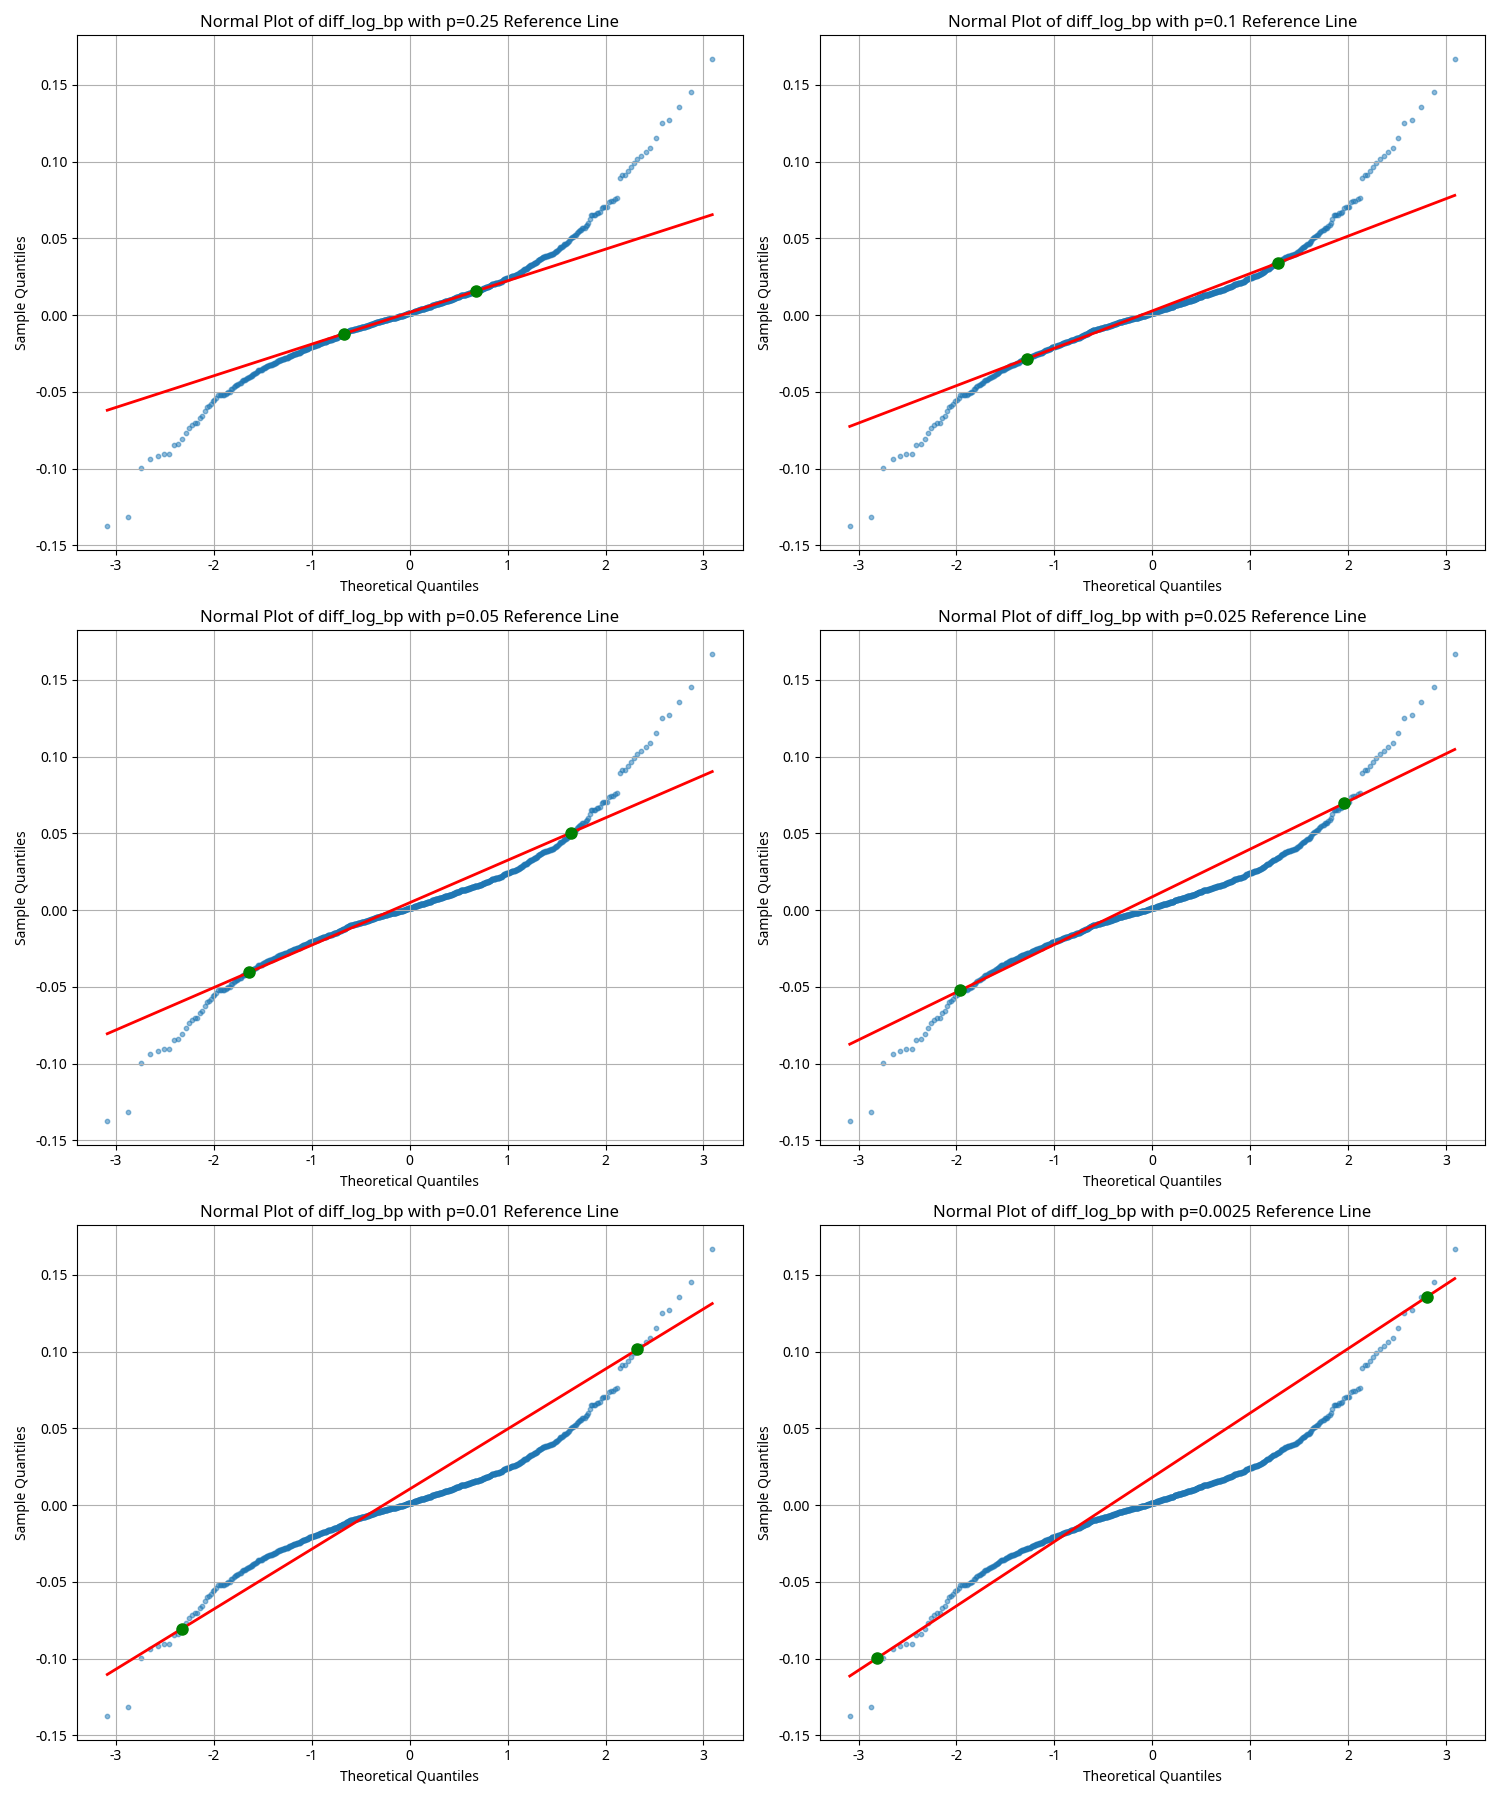 Normal Plot of diff_log_bp with p=0.25 Reference Line
0.15
0.10
0.05
0.00
-0.05
-0.10
-0.15
Sample Quantiles
-3 -2 -1 0 1 2 3
Theoretical Quantiles
Normal Plot of diff_log_bp with p=0.1 Reference Line
0.15
0.10
0.05
0.00
-0.05
-0.10
-0.15
Sample Quantiles
-3 -2 -1 0 1 2 3
Theoretical Quantiles
Normal Plot of diff_log_bp with p=0.05 Reference Line
0.15
0.10
0.05
0.00
-0.05
-0.10
-0.15
Sample Quantiles
-3 -2 -1 0 1 2 3
Theoretical Quantiles
Normal Plot of diff_log_bp with p=0.025 Reference Line
0.15
0.10
0.05
0.00
-0.05
-0.10
-0.15
Sample Quantiles
-3 -2 -1 0 1 2 3
Theoretical Quantiles
Normal Plot of diff_log_bp with p=0.01 Reference Line
0.15
0.10
0.05
0.00
-0.05
-0.10
-0.15
Sample Quantiles
-3 -2 -1 0 1 2 3
Theoretical Quantiles
Normal Plot of diff_log_bp with p=0.0025 Reference Line
0.15
0.10
0.05
0.00
-0.05
-0.10
-0.15
Sample Quantiles
-3 -2 -1 0 1 2 3
Theoretical Quantiles